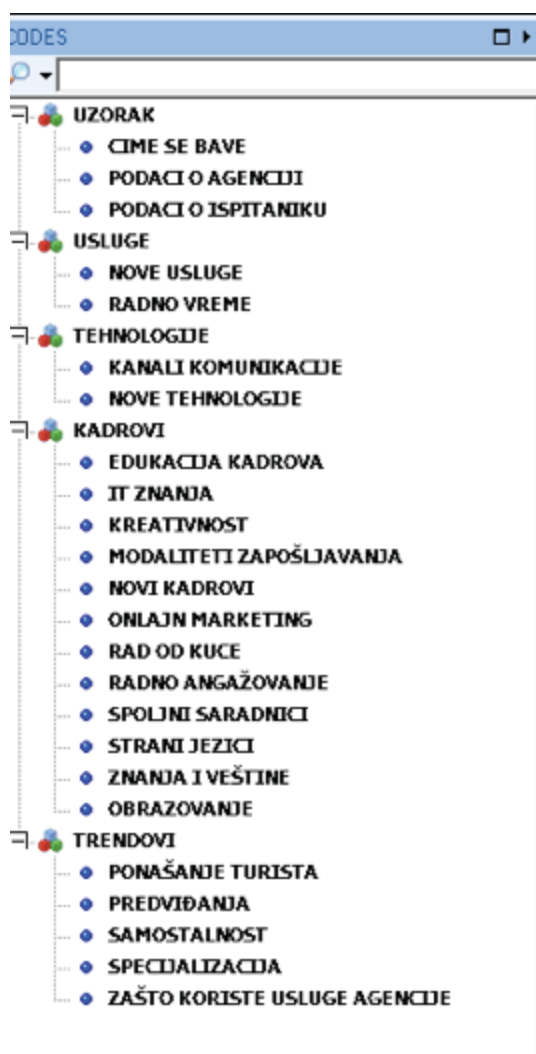 CODES
UZORAK
CIME SE BAVE
PODACI O AGENCIJI
PODACI O ISPITANIKU
USLUGE
NOVE USLUGE
RADNO VREME
TEHNOLOGIJE
KANALI KOMUNIKACIJE
NOVE TEHNOLOGIJE
KADROVI
EDUKACIJA KADROVA
IT ZNANJA
KREATIVNOST
MODALITETI ZAPOŠLJAVANJA
NOVI KADROVI
ONLAJN MARKETING
RAD OD KUCE
RADNO ANGAŽOVANJE
SPOLJNI SARADNICI
STRANI JEZICI
ZNANJA I VEŠTINE
OBRAZOVANJE
TRENDOVI
PONAŠANJE TURISTA
PREDVIĐANJA
SAMOSTALNOST
SPECIJALIZACIJA
ZAŠTO KORISTE USLUGE AGENCIJE